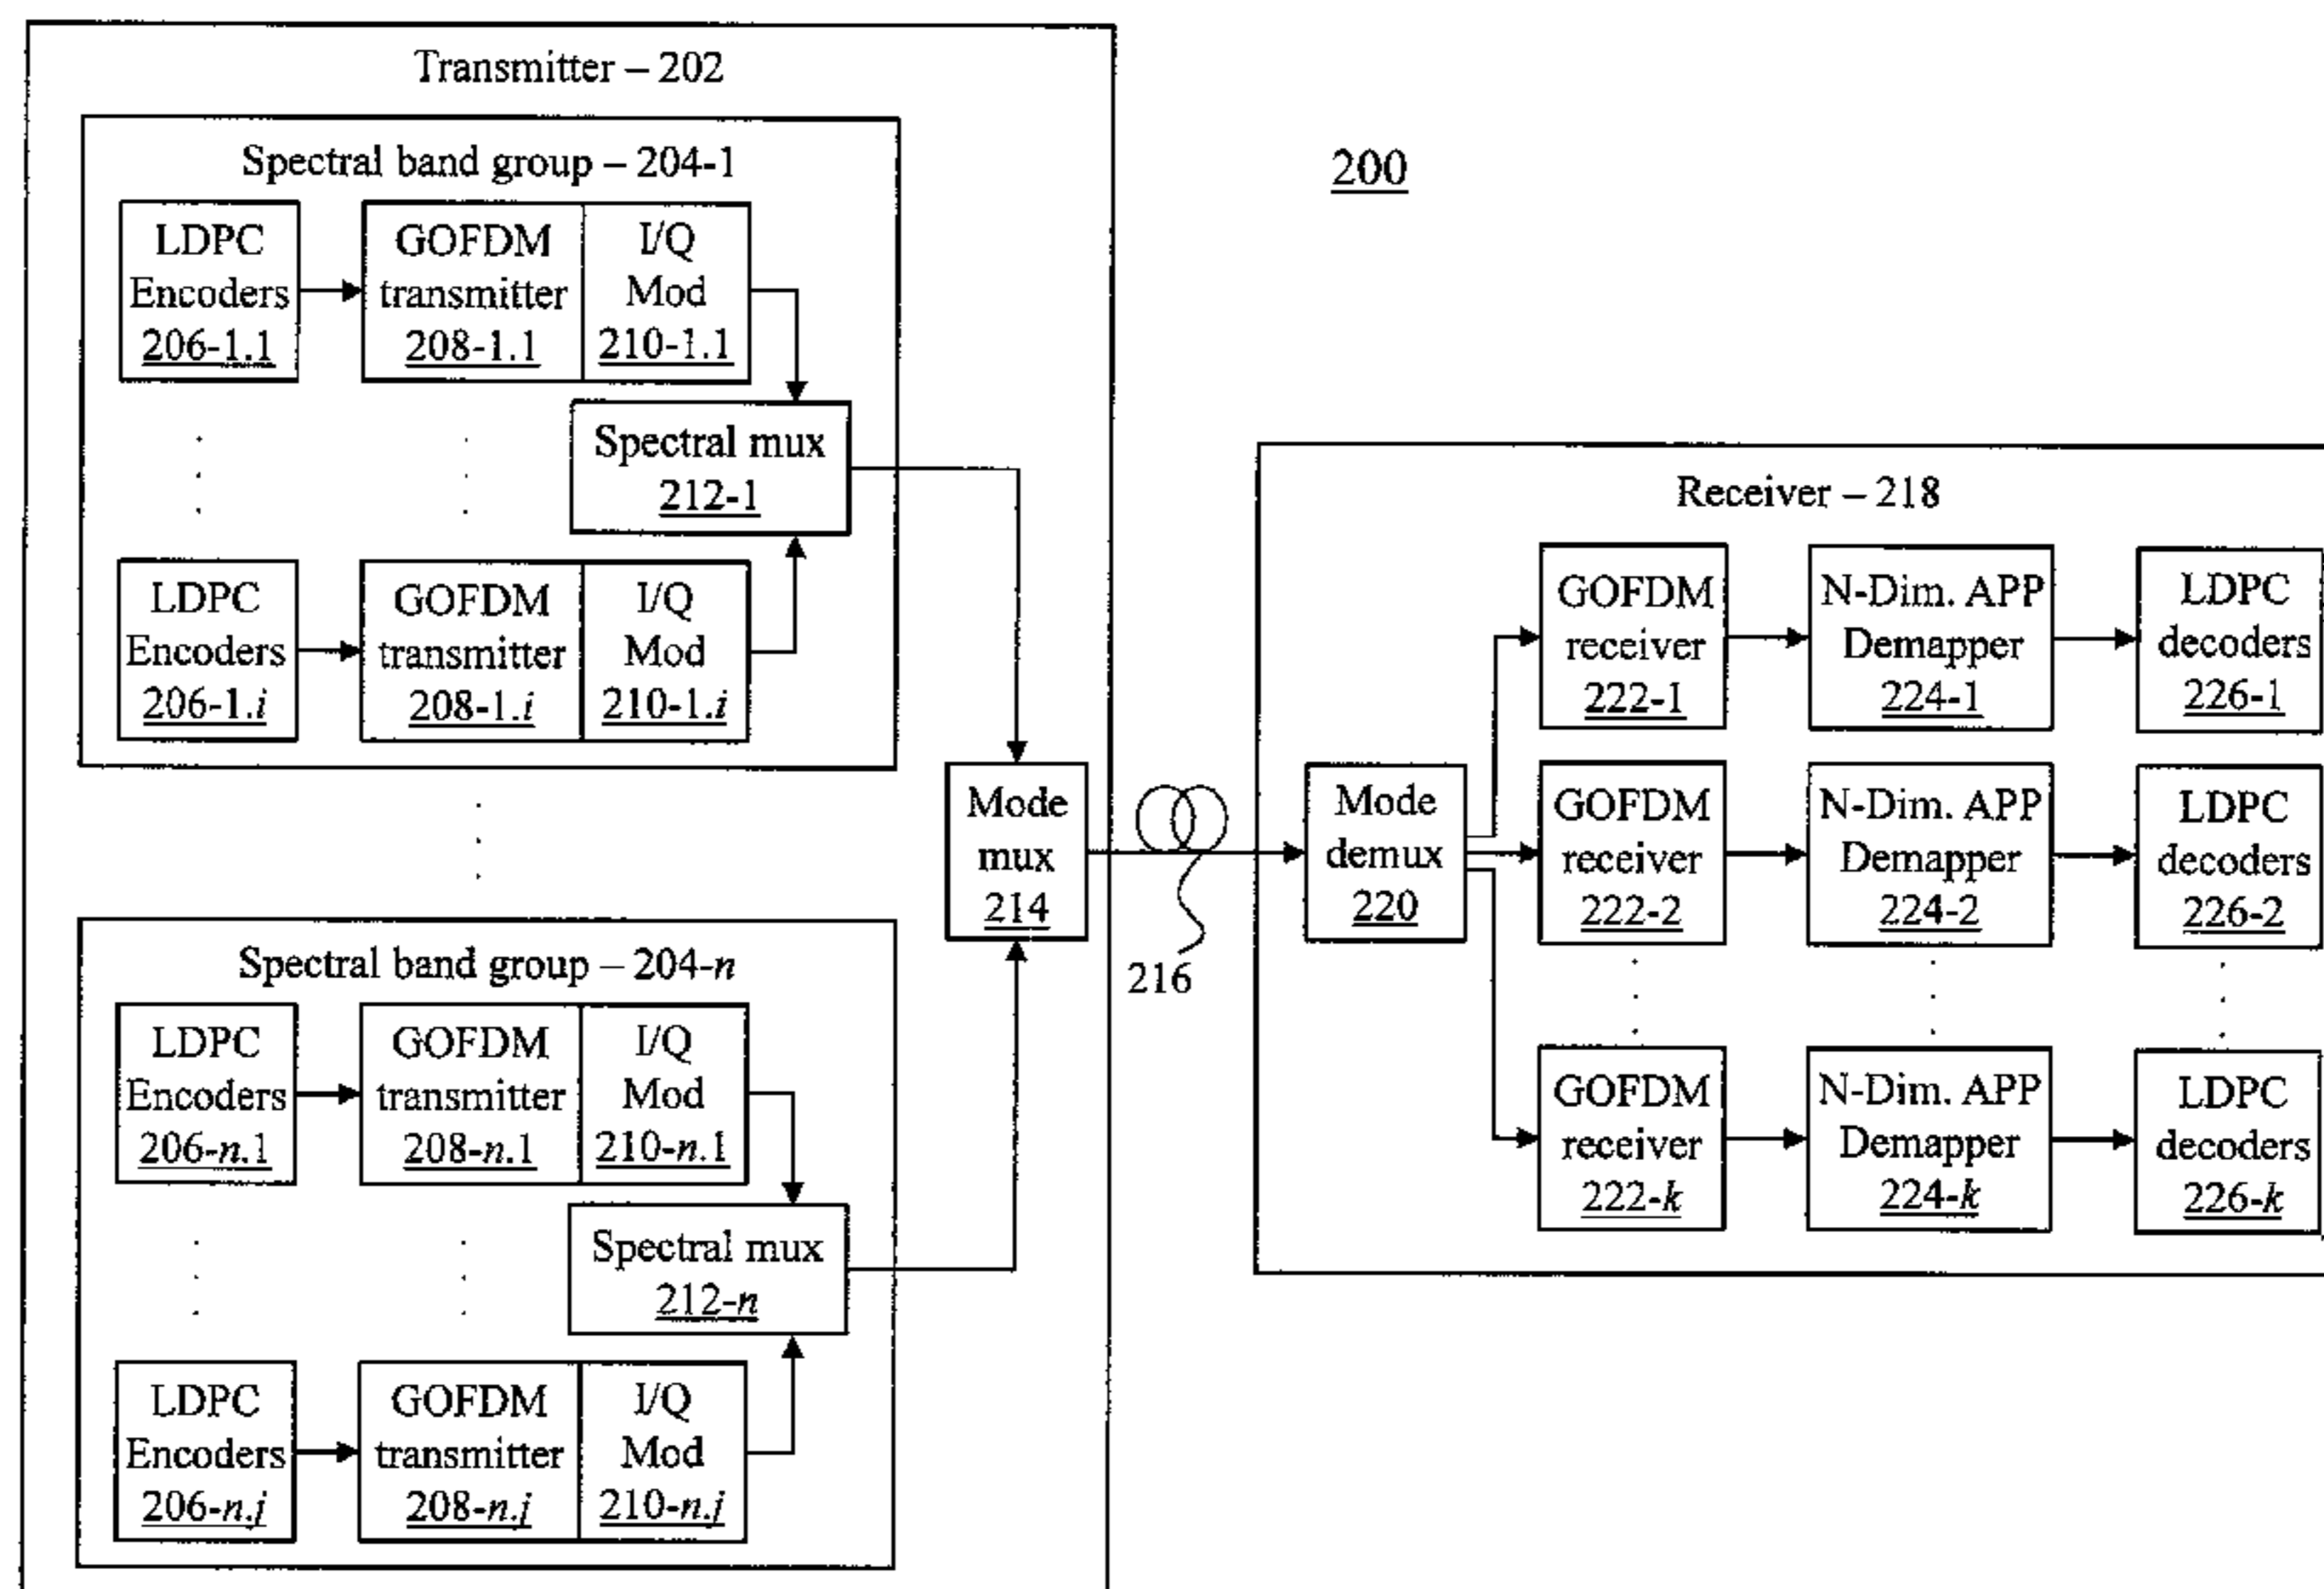 Transmitter – 202
Spectral band group – 204-1
LDPC
Encoders
206-1.1
GOFDM
transmitter
208-1.1
I/Q
Mod
210-1.1
Spectral mux
212-1
LDPC
Encoders
206-1.i
GOFDM
transmitter
208-1.i
I/Q
Mod
210-1.i
Spectral band group – 204-n
LDPC
Encoders
206-n.1
GOFDM
transmitter
208-n.1
I/Q
Mod
210-n.1
Spectral mux
212-n
LDPC
Encoders
206-n.j
GOFDM
transmitter
208-n.j
I/Q
Mod
210-n.j
Mode
mux
214
216
200
Receiver – 218
Mode
demux
220
GOFDM
receiver
222-1
N-Dim. APP
Demapper
224-1
LDPC
decoders
226-1
GOFDM
receiver
222-2
N-Dim. APP
Demapper
224-2
LDPC
decoders
226-2
GOFDM
receiver
222-k
N-Dim. APP
Demapper
224-k
LDPC
decoders
226-k